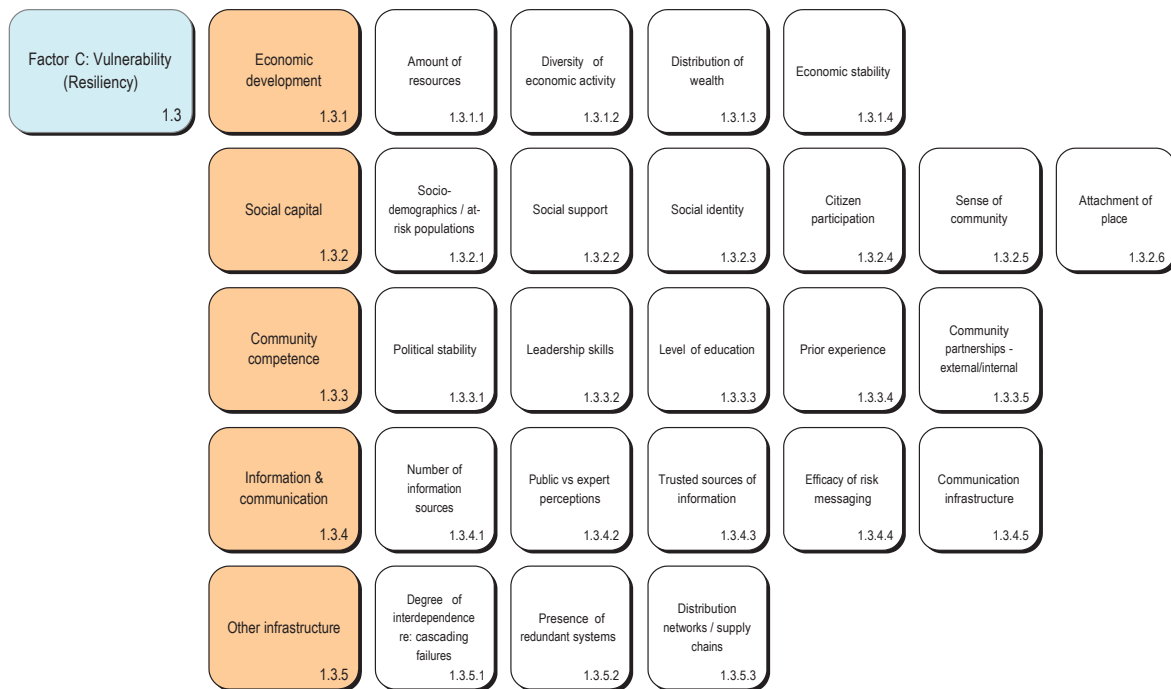 Factor C: Vulnerability
(Resiliency)
1.3
Economic
development
1.3.1
Amount of
resources
1.3.1.1
Diversity of
economic activity
1.3.1.2
Distribution of
wealth
1.3.1.3
Economic stability
1.3.1.4
Social capital
1.3.2
Socio-
demographics / at-
risk populations
1.3.2.1
Social support
1.3.2.2
Social identity
1.3.2.3
Citizen
participation
1.3.2.4
Sense of
community
1.3.2.5
Attachment of
place
1.3.2.6
Community
competence
1.3.3
Political stability
1.3.3.1
Leadership skills
1.3.3.2
Level of education
1.3.3.3
Prior experience
1.3.3.4
Community
partnerships -
external/internal
1.3.3.5
Information &
communication
1.3.4
Number of
information
sources
1.3.4.1
Public vs expert
perceptions
1.3.4.2
Trusted sources of
information
1.3.4.3
Efficacy of risk
messaging
1.3.4.4
Communication
infrastructure
1.3.4.5
Other infrastructure
1.3.5
Degree of
interdependence
re: cascading
failures
1.3.5.1
Presence of
redundant systems
1.3.5.2
Distribution
networks / supply
chains
1.3.5.3